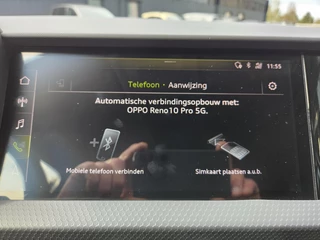 11:55
Telefoon • Aanwijzing
Automatische verbindingsopbouw met:
OPPO Reno10 Pro 5G.
Mobiele telefoon verbinden
Simkaart plaatsen a.u.b.